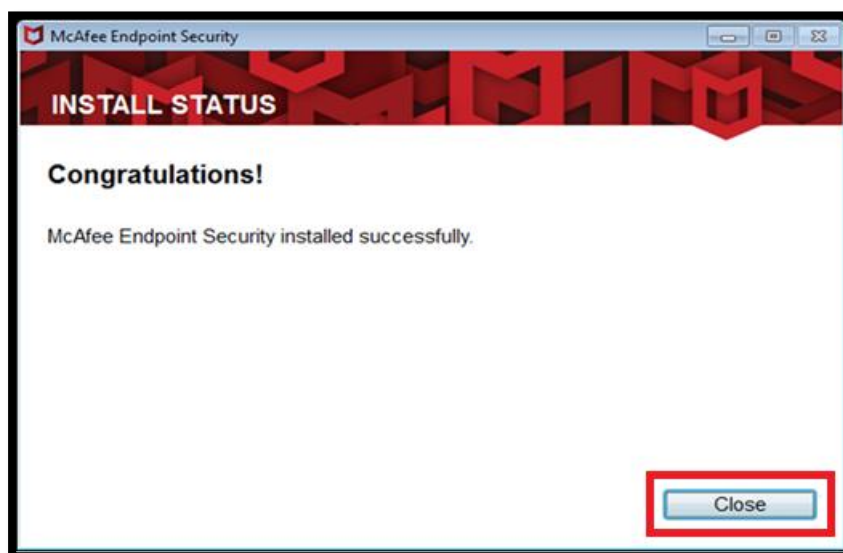 McAfee Endpoint Security
INSTALL STATUS
Congratulations!
McAfee Endpoint Security installed successfully.
Close